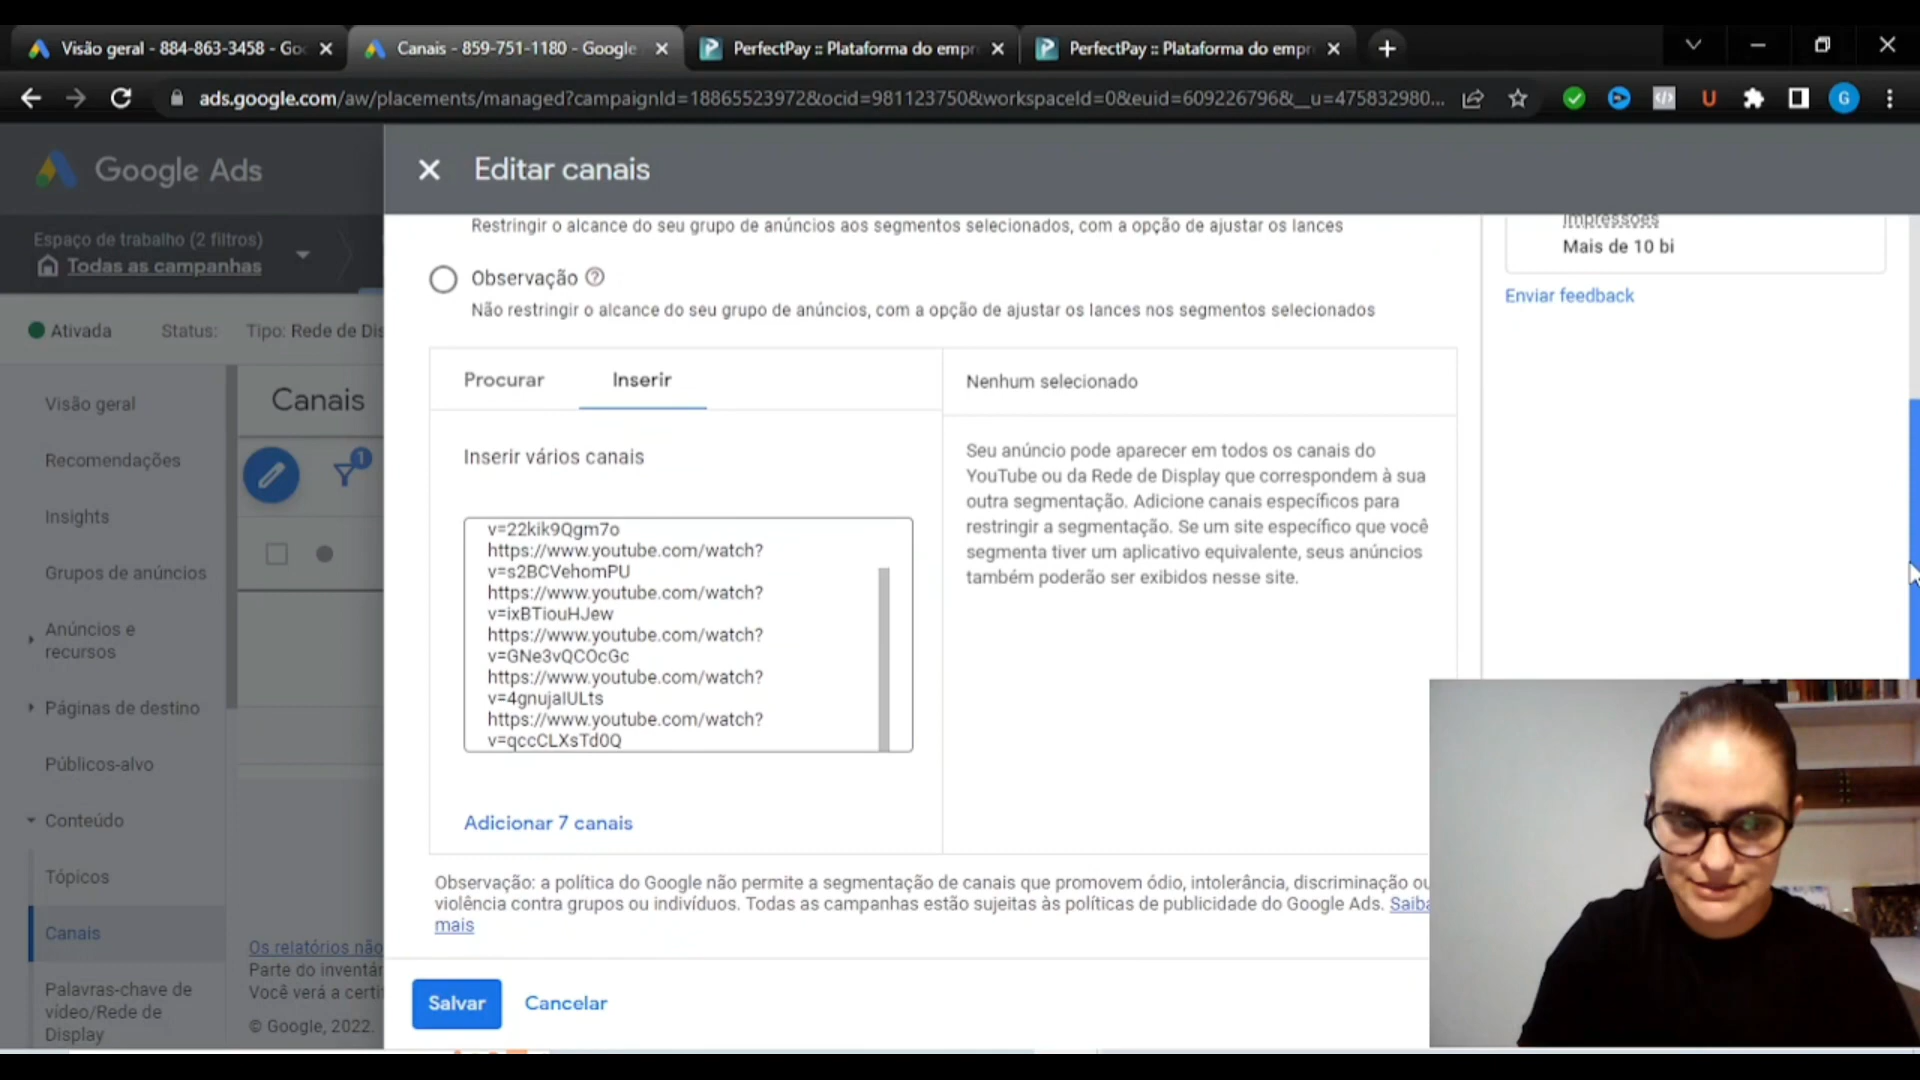 Visão geral - 884-863-3458 - Go
Canais - 859-751-1180 - Google
PerfectPay :: Plataforma do empr
PerfectPay :: Plataforma do empr
ads.google.com/aw/placements/managed?campaignId=18865523972&ocid=981123750&workspaceId=0&euid=609226796&__u=475832980...
G
Google Ads
Editar canais
Espaço de trabalho (2 filtros)
Todas as campanhas
Ativada
Status:
Tipo: Rede de Dis
Restringir o alcance do seu grupo de anúncios aos segmentos selecionados, com a opção de ajustar os lances
Impressões
Mais de 10 bi
Enviar feedback
Observação
Não restringir o alcance do seu grupo de anúncios, com a opção de ajustar os lances nos segmentos selecionados
Visão geral
Recomendações
Insights
Grupos de anúncios
Anúncios e
recursos
Páginas de destino
Públicos-alvo
Conteúdo
Tópicos
Canais
Palavras-chave de
vídeo/Rede de
Display
Canais
1
Os relatórios não
Parte do inventár
Você verá a certi
© Google, 2022.
Procurar
Inserir
Inserir vários canais
v=22kik9Qgm7o
https://www.youtube.com/watch?
v=s2BCVehomPU
https://www.youtube.com/watch?
v=ixBTiouHJew
https://www.youtube.com/watch?
v=GNe3vQCOcGc
https://www.youtube.com/watch?
v=4gnujaIULts
https://www.youtube.com/watch?
v=qccCLXsTd0Q
Adicionar 7 canais
Nenhum selecionado
Seu anúncio pode aparecer em todos os canais do
YouTube ou da Rede de Display que correspondem à sua
outra segmentação. Adicione canais específicos para
restringir a segmentação. Se um site específico que você
segmenta tiver um aplicativo equivalente, seus anúncios
também poderão ser exibidos nesse site.
Observação: a política do Google não permite a segmentação de canais que promovem ódio, intolerância, discriminação ou
violência contra grupos ou indivíduos. Todas as campanhas estão sujeitas às políticas de publicidade do Google Ads. Saiba
mais
Salvar
Cancelar